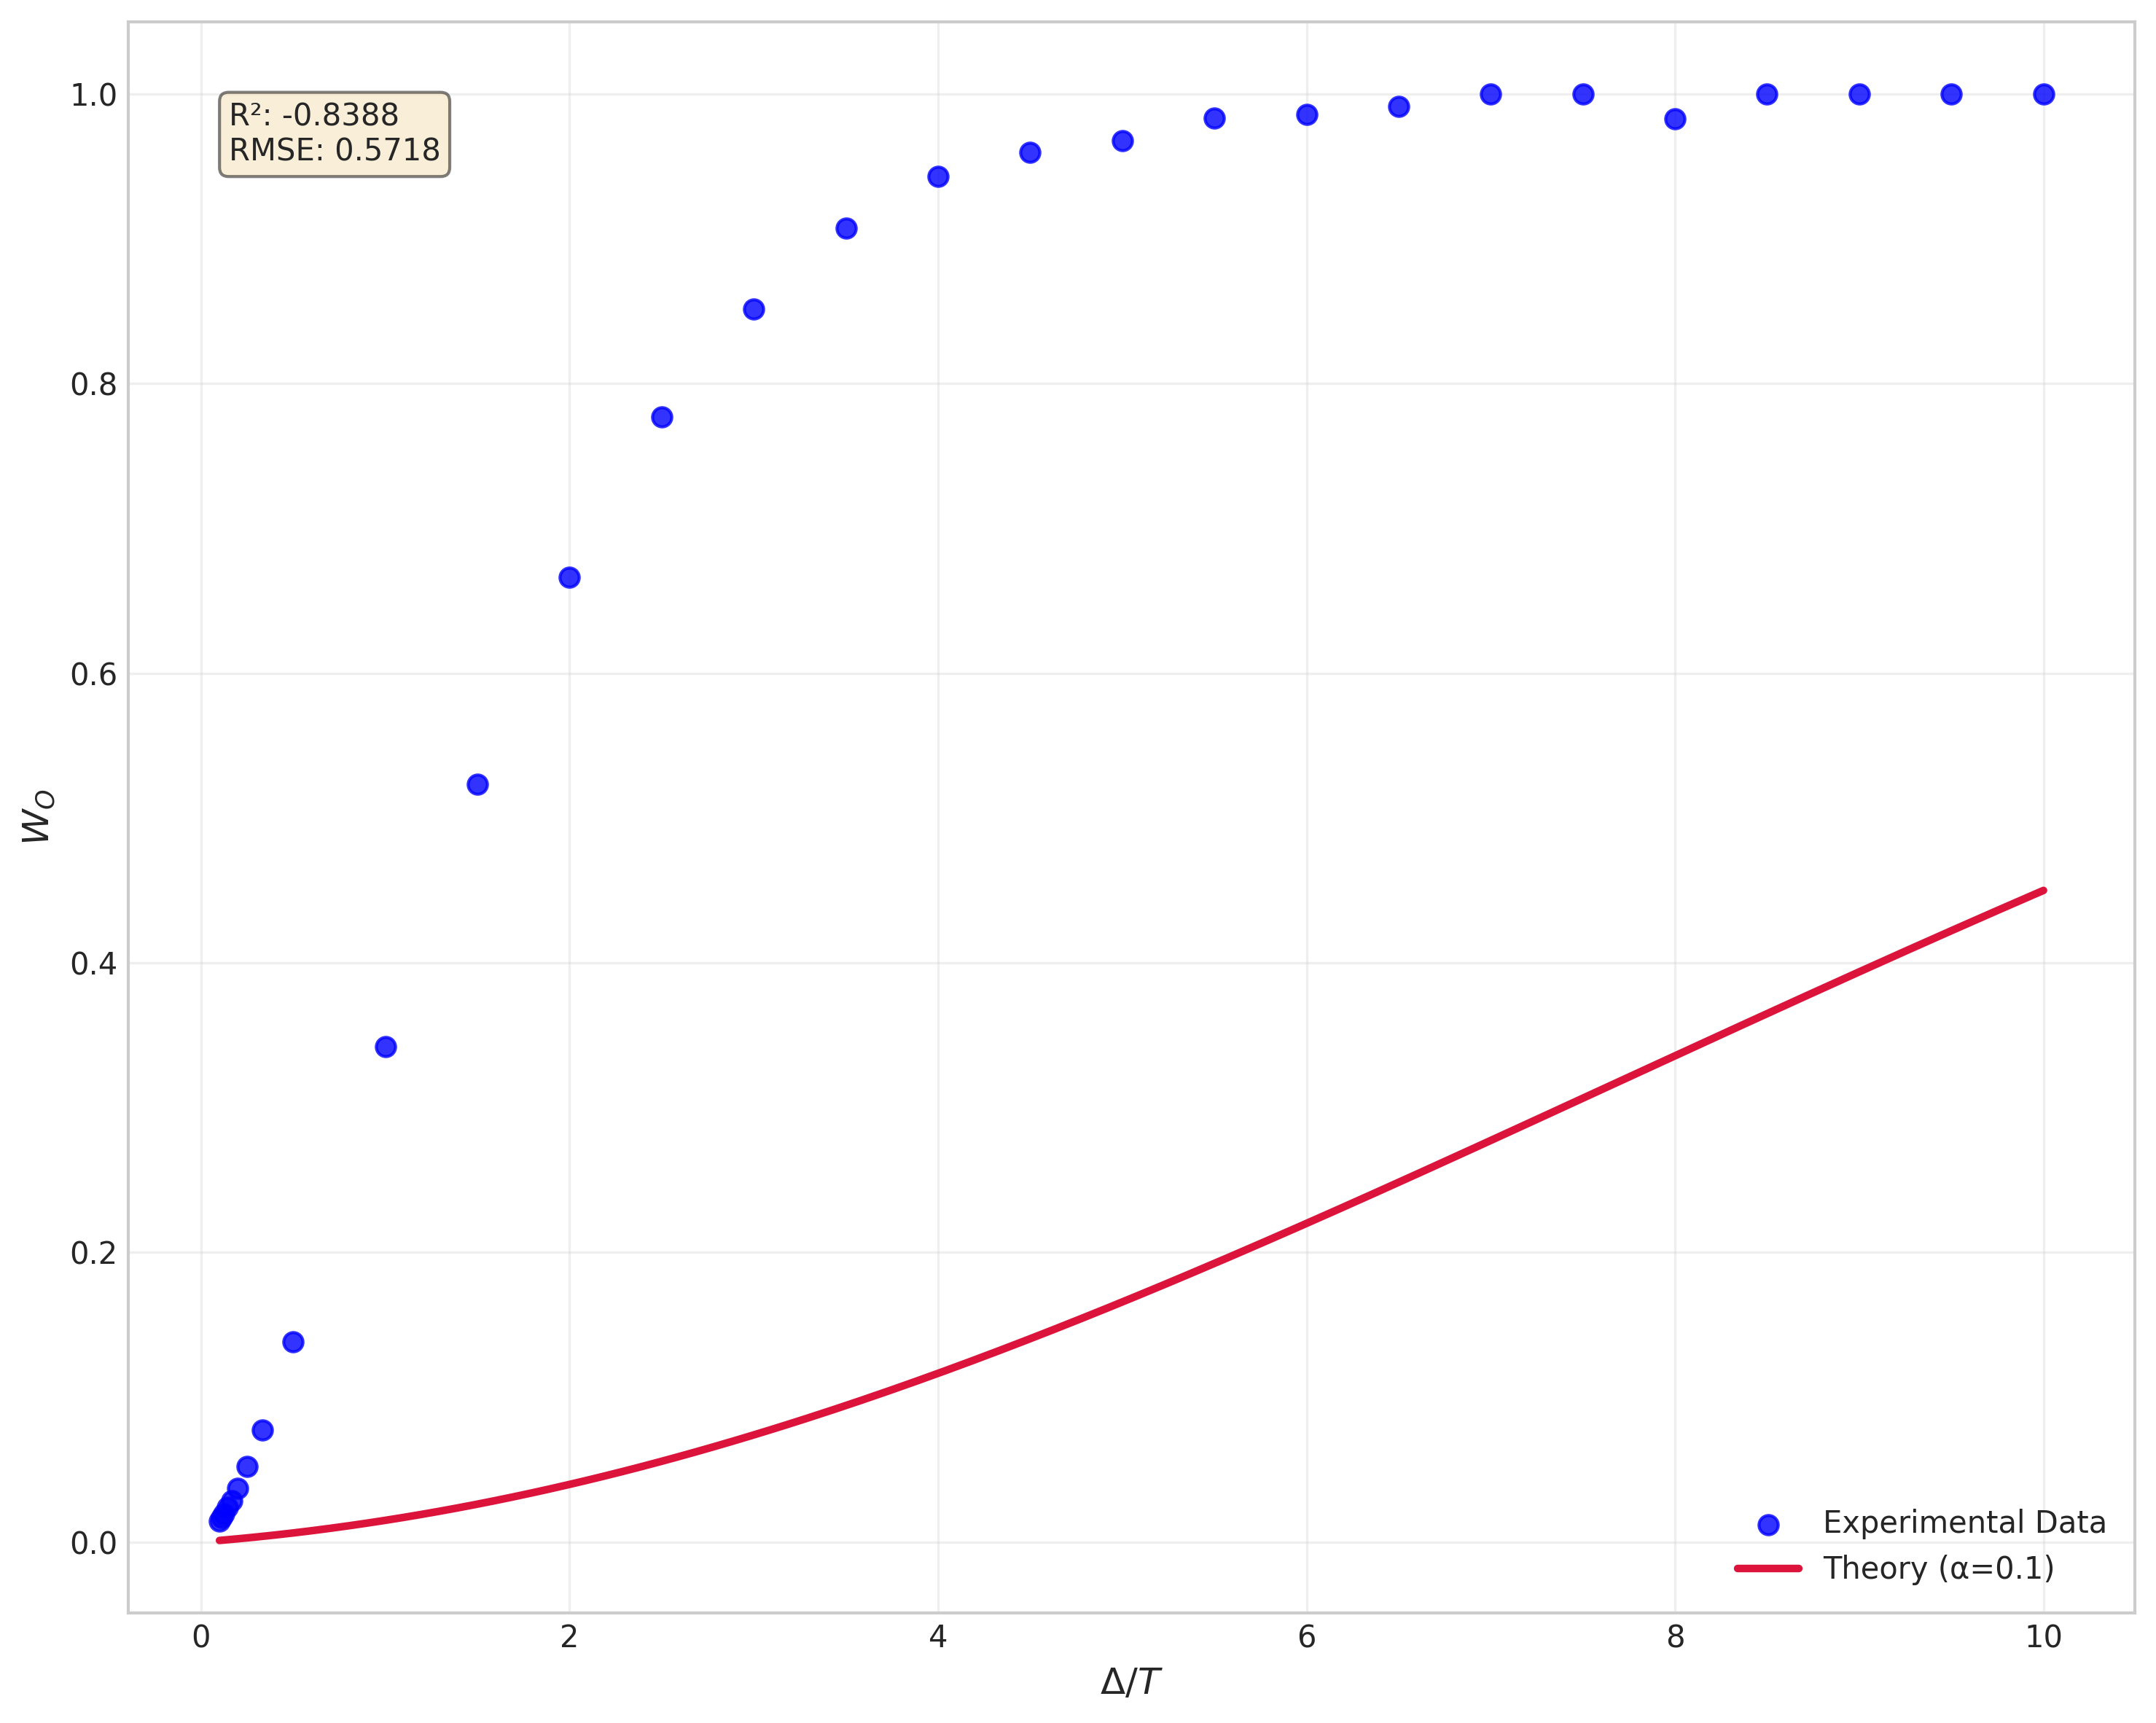 R²: -0.8388
RMSE: 0.5718
1.0
0.8
0.6
0.4
0.2
0.0
W_O
0 2 4 6 8 10
Δ/T
Experimental Data
Theory (α=0.1)